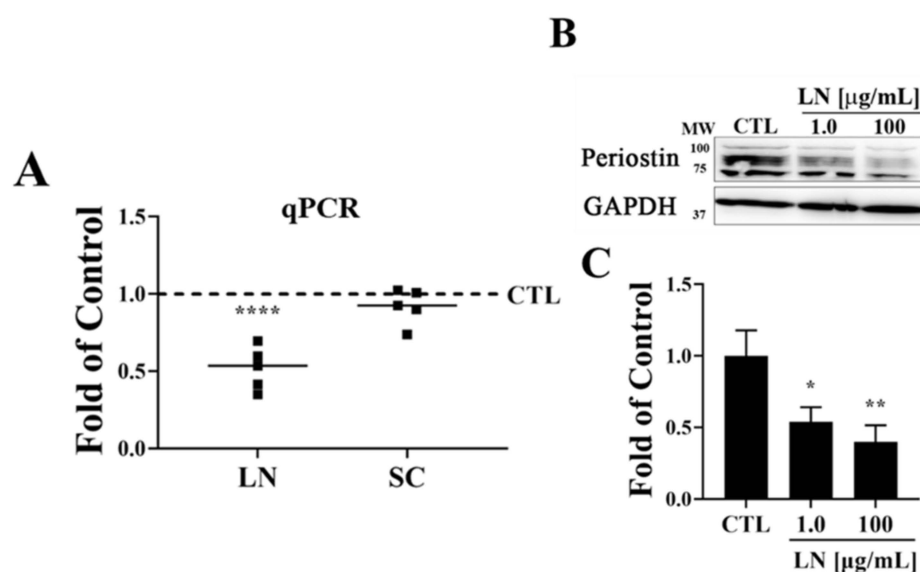 A
qPCR
Fold of Control
1.5
1.0
0.5
0.0
CTL
****
LN
SC
B
LN [μg/mL]
MW
CTL
1.0
100
Periostin
100
75
GAPDH
37
C
Fold of Control
1.5
1.0
0.5
0.0
*
**
CTL
1.0
100
LN [μg/mL]